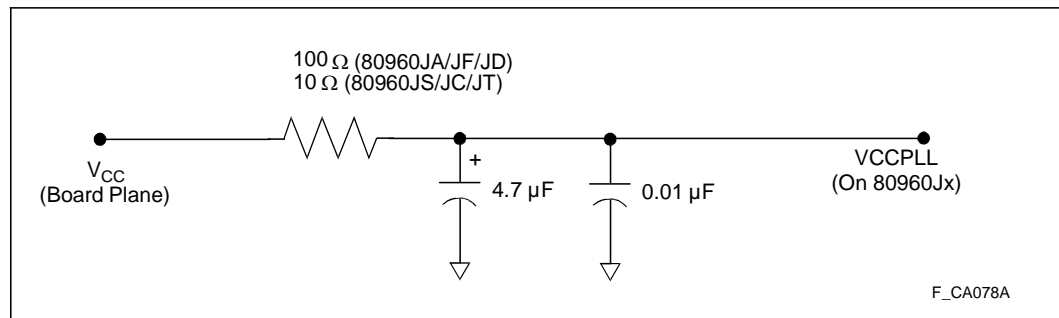 100 Ω (80960JA/JF/JD)
10 Ω (80960JS/JC/JT)
V_CC
(Board Plane)
+
4.7 µF
0.01 µF
VCCPLL
(On 80960Jx)
F_CA078A